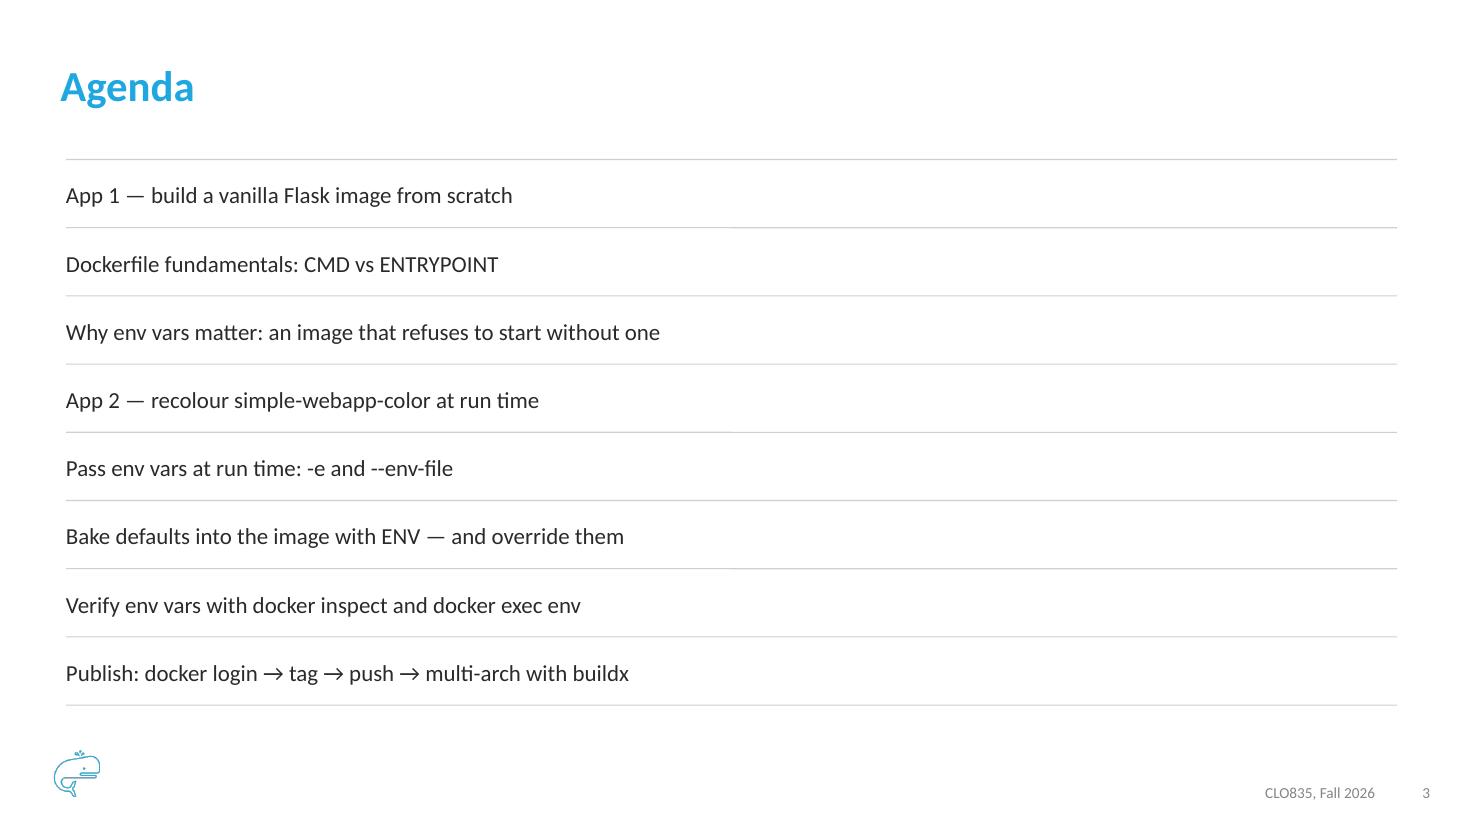 Agenda
App 1 — build a vanilla Flask image from scratch
Dockerfile fundamentals: CMD vs ENTRYPOINT
Why env vars matter: an image that refuses to start without one
App 2 — recolour simple-webapp-color at run time
Pass env vars at run time: -e and --env-file
Bake defaults into the image with ENV — and override them
Verify env vars with docker inspect and docker exec env
Publish: docker login → tag → push → multi-arch with buildx
CLO835, Fall 2026 3